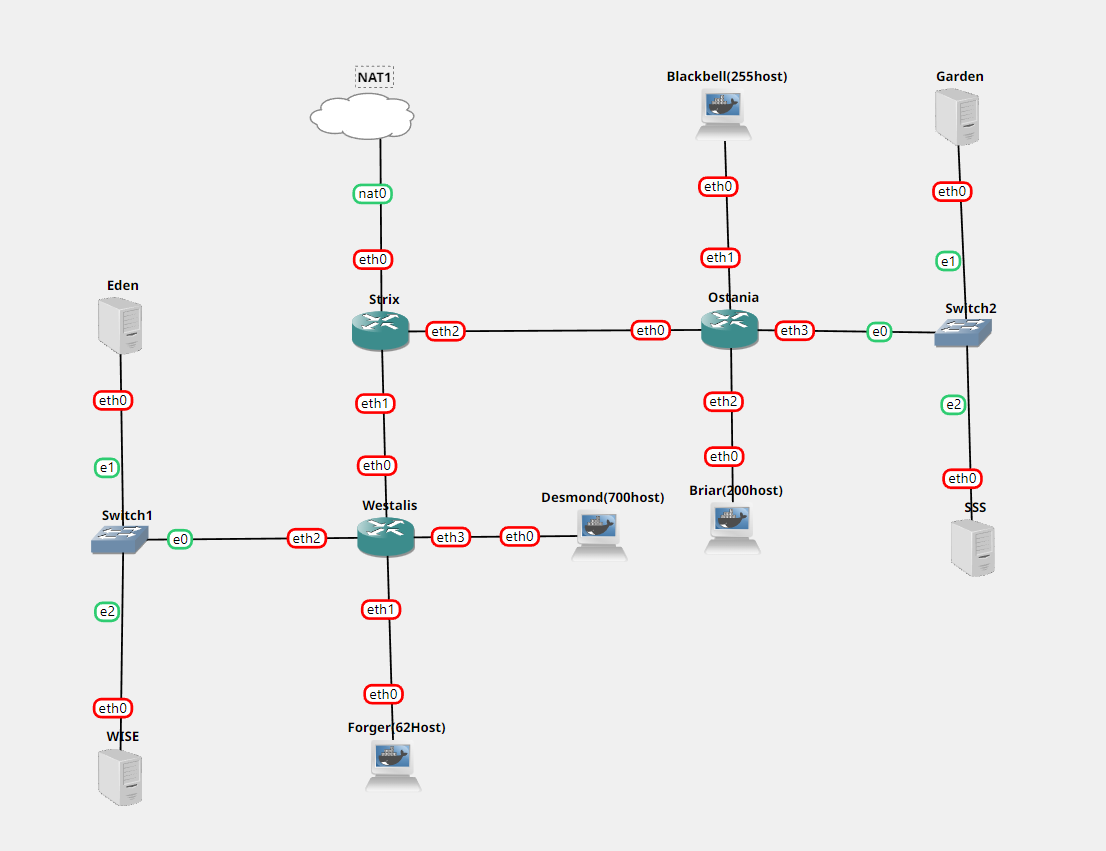 NAT1
Blackbell(255host)
Garden
nat0
eth0
eth0
eth0
eth1
e1
Eden
Strix
Ostania
Switch2
eth2
eth0
eth3
e0
eth0
eth1
eth2
e2
e1
eth0
eth0
eth0
Switch1
Westalis
Desmond(700host)
Briar(200host)
SSS
e0
eth2
eth3
eth0
e2
eth1
eth0
eth0
WISE
Forger(62Host)